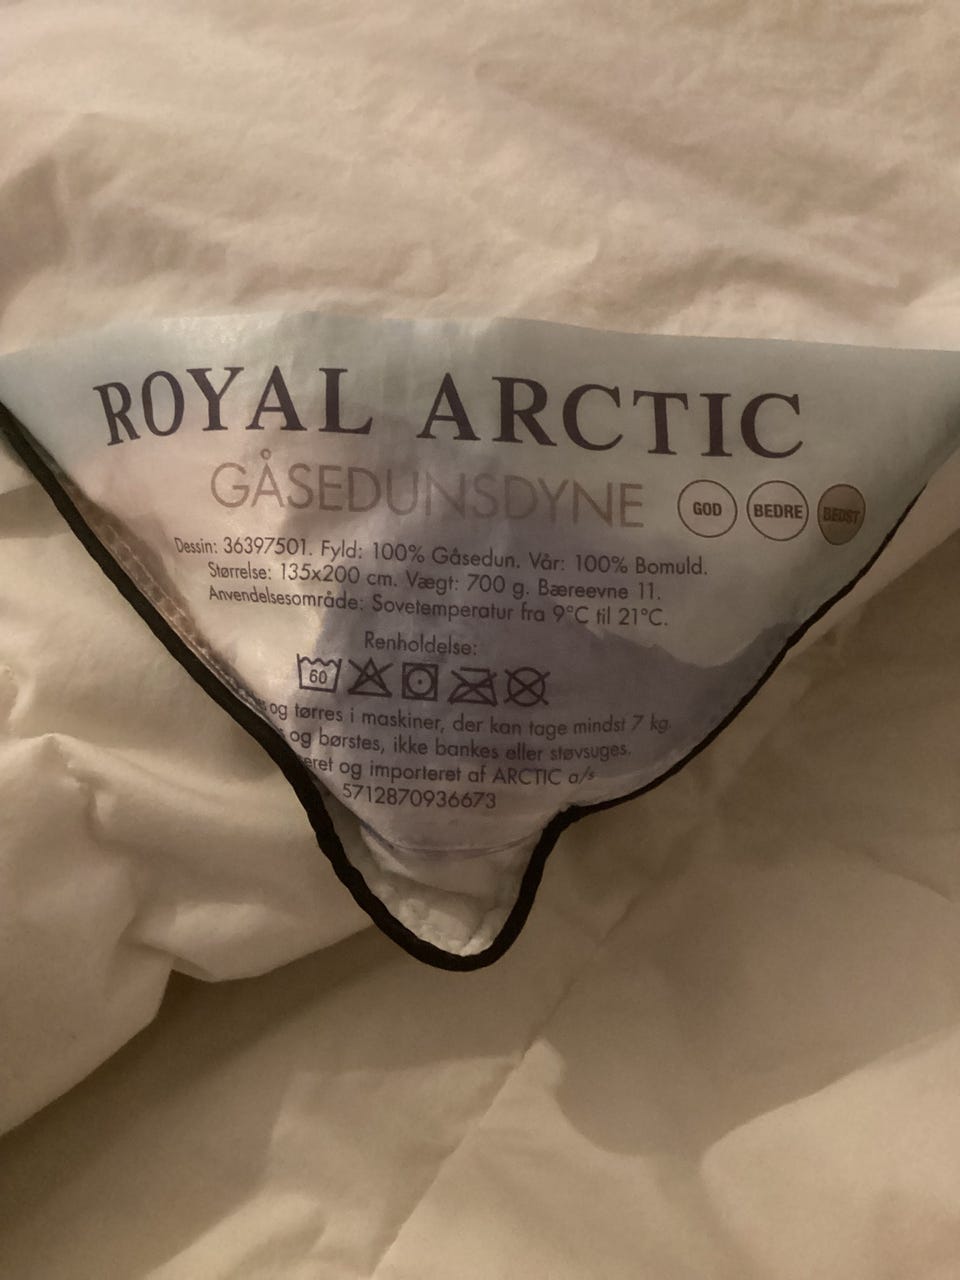 ROYAL ARCTIC
GÅSEDUNSDYNE
GOD BEDRE BEDST
Dessin: 36397501. Fyld: 100% Gåsedun. Vår: 100% Bomuld.
Størrelse: 135x200 cm. Vægt: 700 g. Bæreevne 11.
Anvendelsesområde: Sovetemperatur fra 9°C til 21°C.
Renholdelse:
60
og tørres i maskiner, der kan tage mindst 7 kg.
og børstes, ikke bankes eller støvsuges.
og importeret af ARCTIC a/s
5712870936673